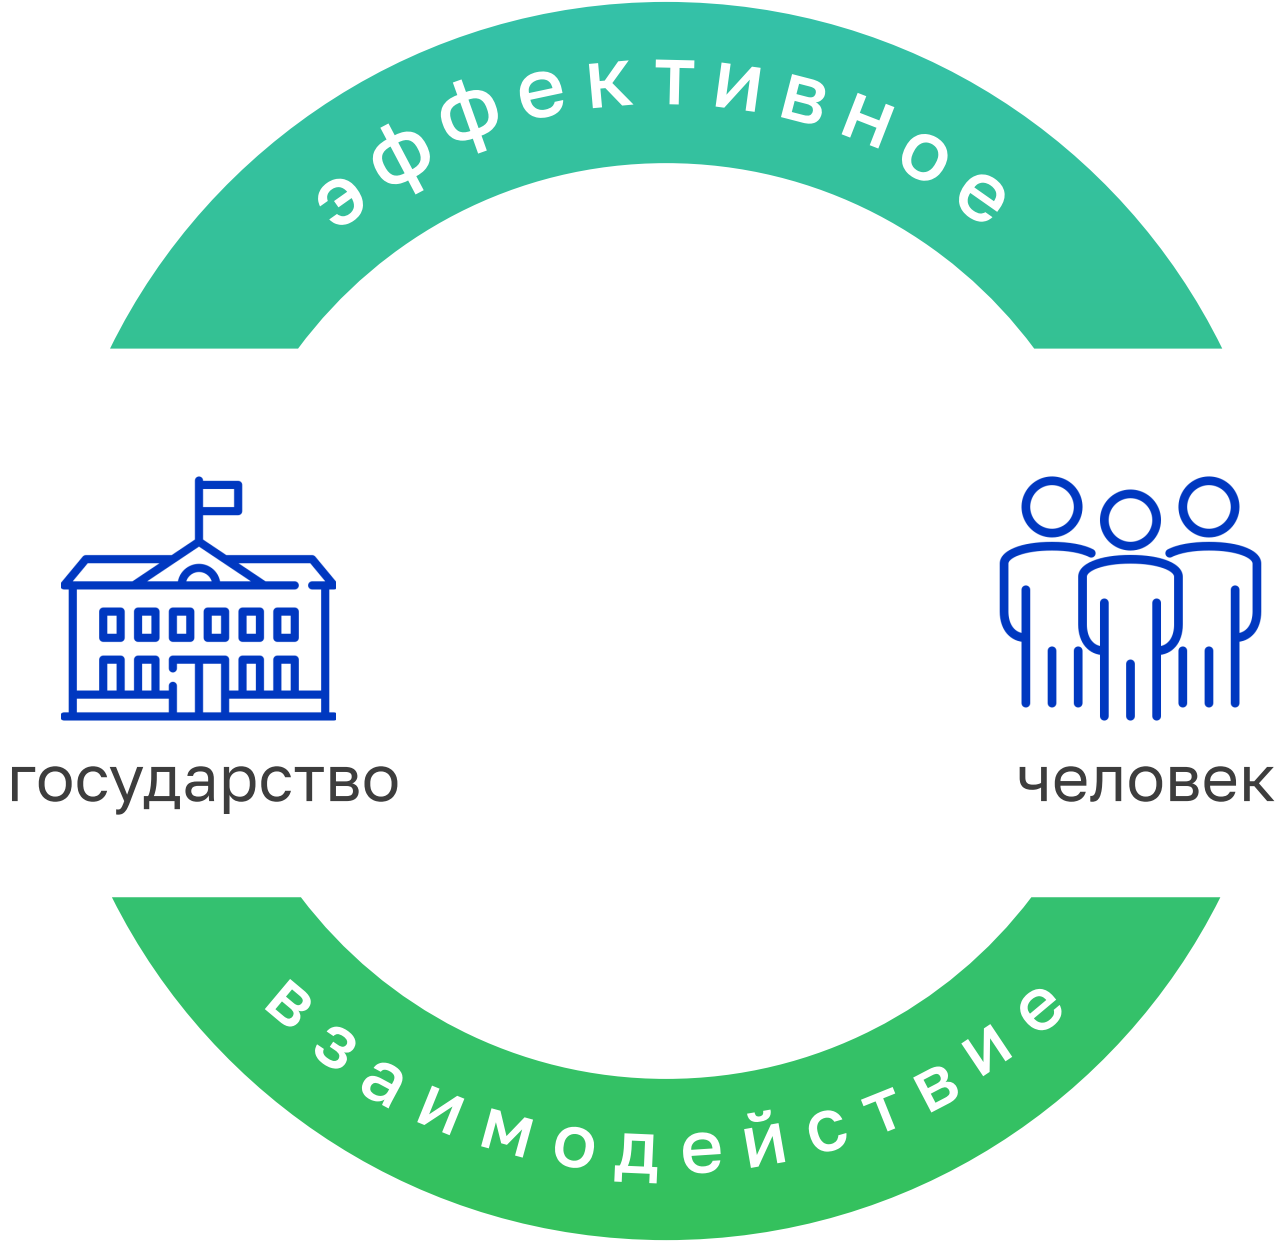 эффективное
государство
человек
взаимодействие